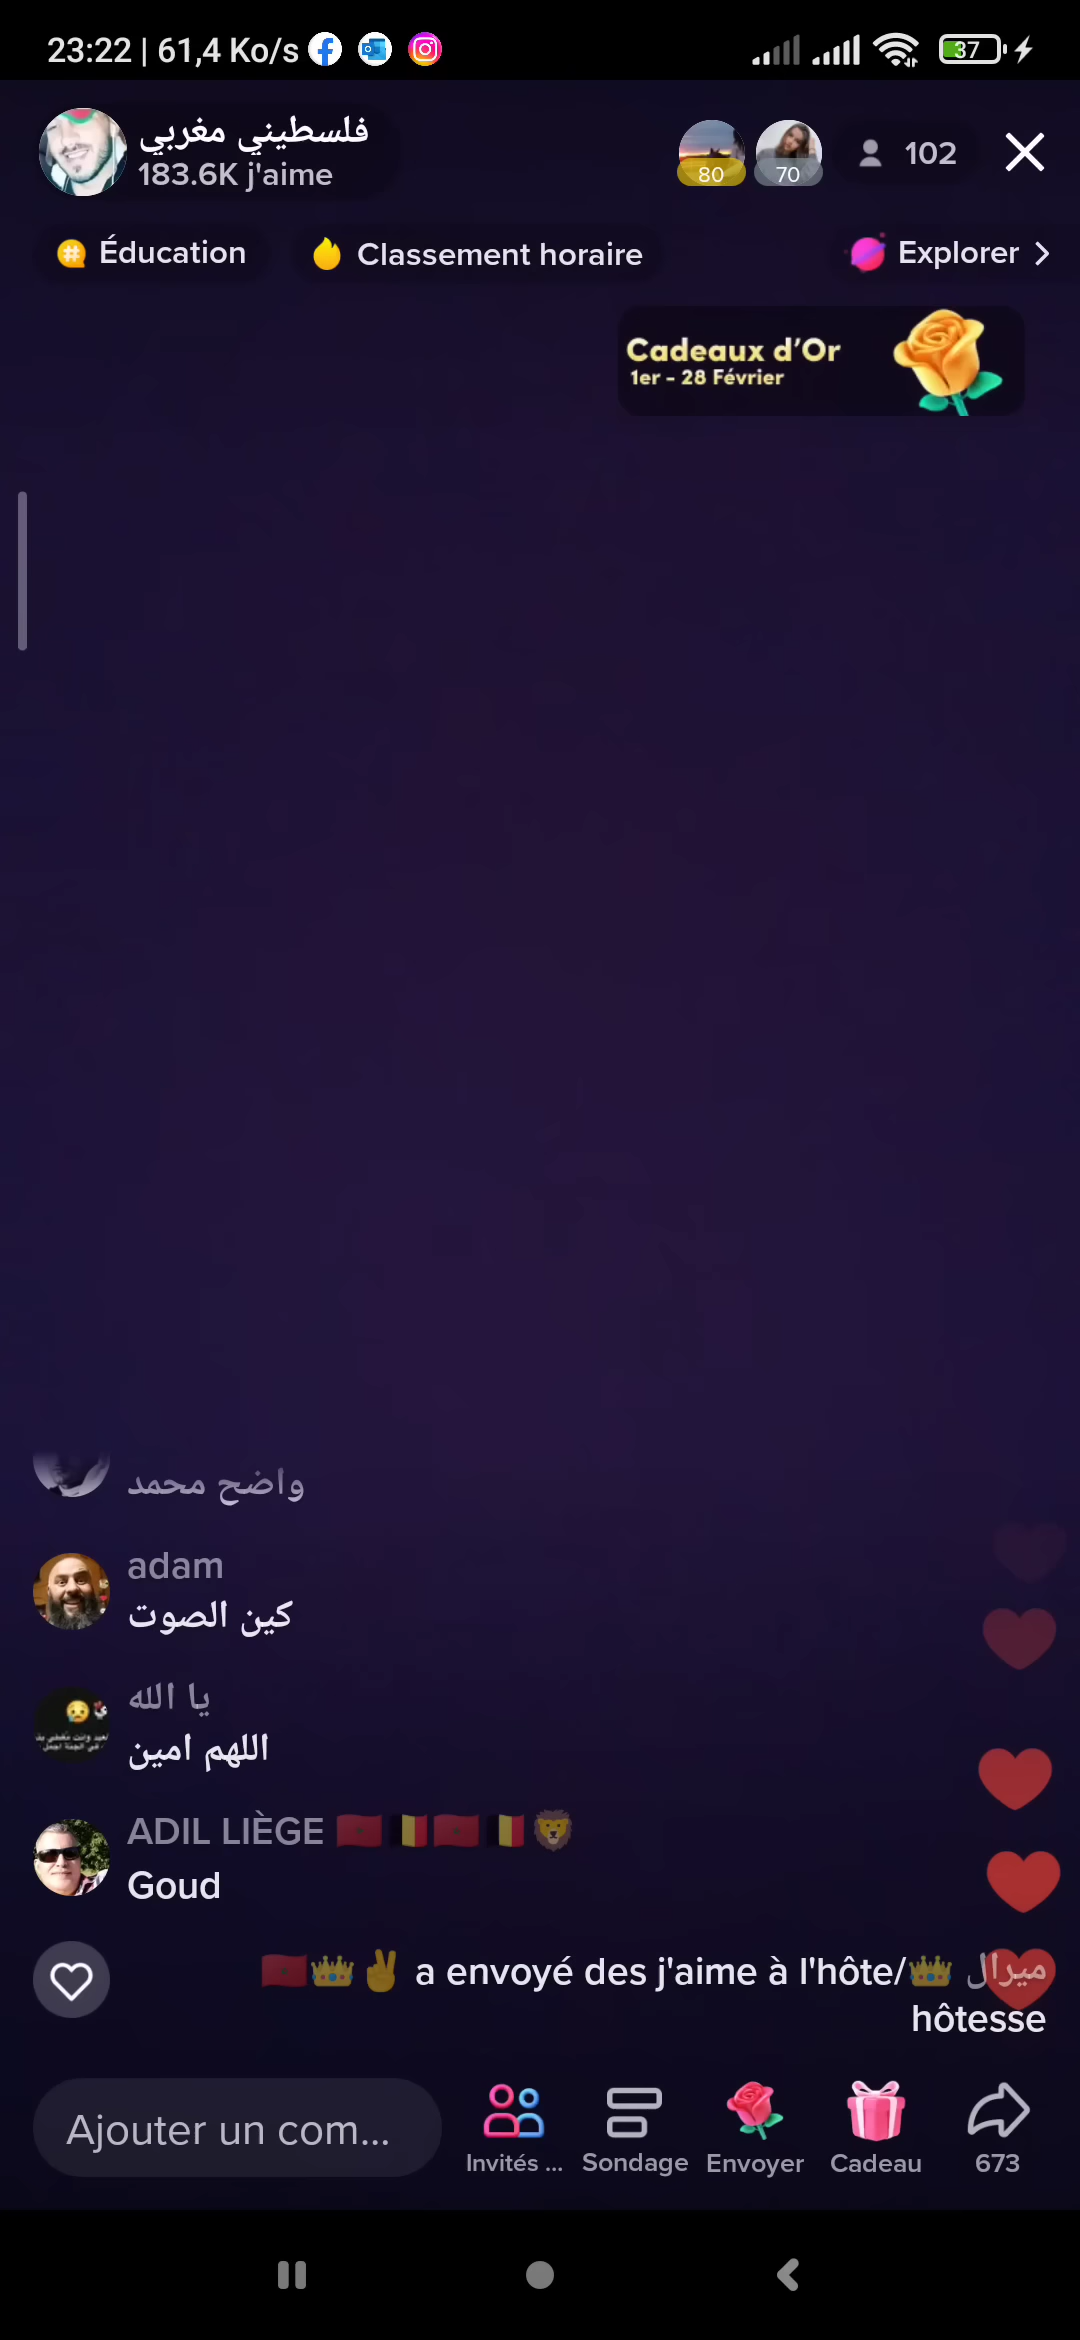 23:22 | 61,4 Ko/s
37
فلسطيني مغربي
183.6K j'aime
80
70
102
Éducation
Classement horaire
Explorer
Cadeaux d'Or
1er - 28 Février
واضح محمد
adam
كين الصوت
يا الله
اللهم امين
ADIL LIÈGE 🇲🇦🇧🇪🇲🇦🇧🇪🦁
Goud
ميرال 👑/a envoyé des j'aime à l'hôte ✌👑🇲🇦
hôtesse
Ajouter un com...
Invités ...
Sondage
Envoyer
Cadeau
673